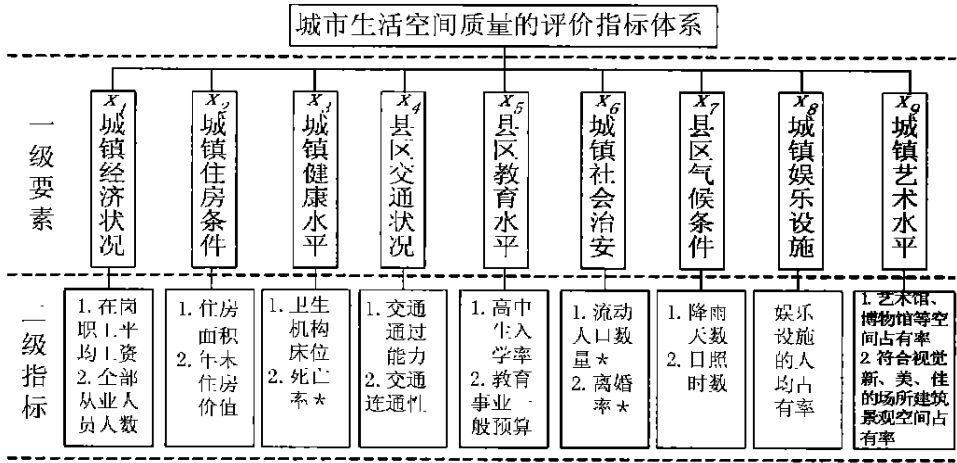 城市生活空间质量的评价指标体系
一级要素
x1
城镇经济状况
x2
城镇住房条件
x3
城镇健康水平
x4
县区交通状况
x5
县区教育水平
x6
城镇社会治安
x7
县区气候条件
x8
城镇娱乐设施
x9
城镇艺术水平
二级指标
1. 在岗
职工平
均工资
2. 全部
从业人
员人数
1. 住房
面积
2. 年末
住房
价值
1. 卫生
机构
床位
2. 死亡
率*
1. 交通
通过
能力
2. 交通
连通性
1. 高中
生入
学率
2. 教育
事业一
般预算
1. 流动
人口数
量*
2. 离婚
率*
1. 降雨
天数
2. 日照
时数
娱乐
设施
的人
均占
有率
1. 艺术馆、
博物馆等空
间占有率
2. 符合视觉
新、美、佳
的场所建筑
景观空间占
有率